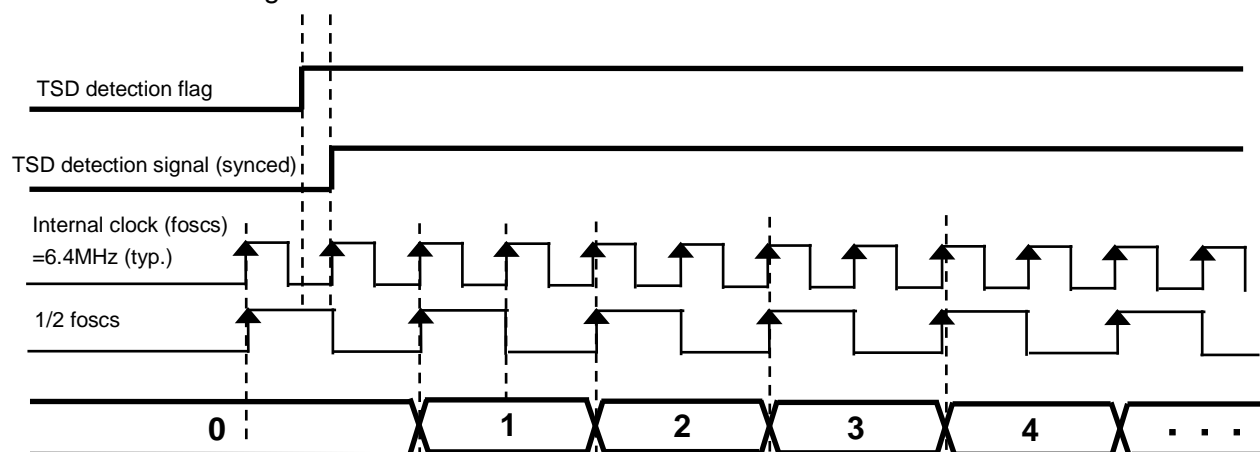 TSD detection flag
TSD detection signal (synced)
Internal clock (foscs)
=6.4MHz (typ.)
1/2 foscs
0 1 2 3 4 . . .